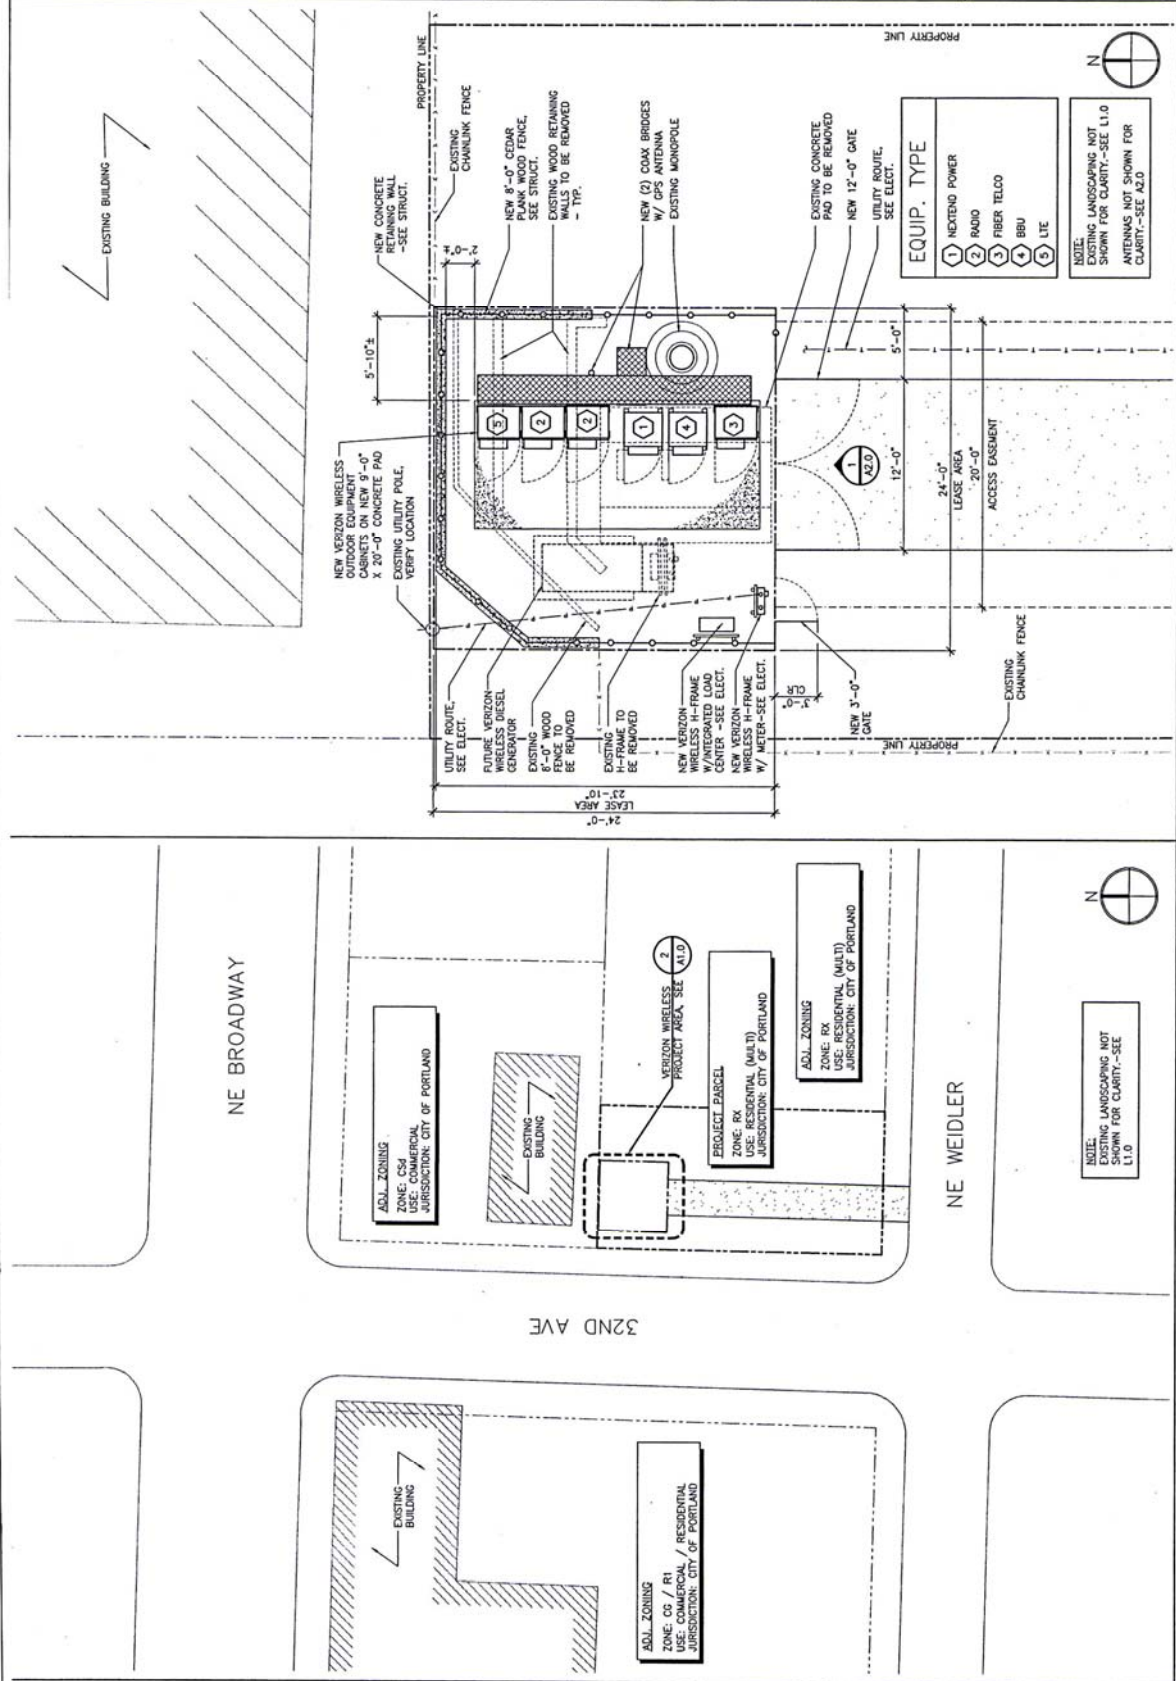 EXISTING BUILDING
PROPERTY LINE
NEW CONCRETE
RETAINING WALL
-SEE STRUCT.
EXISTING
CHAINLINK FENCE
5'-10"±
2'-0"±
NEW 8'-0" CEDAR
PLANK WOOD FENCE,
SEE STRUCT.
EXISTING WOOD RETAINING
WALLS TO BE REMOVED
- TYP.
NEW (2) COAX BRIDGES
W/ GPS ANTENNA
EXISTING MONOPOLE
EXISTING CONCRETE
PAD TO BE REMOVED
NEW 12'-0" GATE
UTILITY ROUTE,
SEE ELECT.
PROPERTY LINE
N
EQUIP. TYPE
1 NEXTEND POWER
2 RADIO
3 FIBER TELCO
4 BBU
5 LTE
NOTE:
EXISTING LANDSCAPING NOT
SHOWN FOR CLARITY.-SEE L1.0
ANTENNAS NOT SHOWN FOR
CLARITY.-SEE A2.0
NEW VERIZON WIRELESS
OUTDOOR EQUIPMENT
CABINETS ON NEW 9'-0"
X 20'-0" CONCRETE PAD
EXISTING UTILITY POLE,
VERIFY LOCATION
5
2
2
1
4
3
1
A2.0
5'-0"
12'-0"
24'-0"
LEASE AREA
20'-0"
ACCESS EASEMENT
UTILITY ROUTE,
SEE ELECT.
FUTURE VERIZON
WIRELESS DIESEL
GENERATOR
EXISTING
6'-0" WOOD
FENCE TO
BE REMOVED
EXISTING
H-FRAME TO
BE REMOVED
NEW VERIZON
WIRELESS H-FRAME
W/INTEGRATED LOAD
CENTER -SEE ELECT.
NEW VERIZON
WIRELESS H-FRAME
W/ METER-SEE ELECT.
3'-0"
CLR
NEW 3'-0"
GATE
EXISTING
CHAINLINK FENCE
PROPERTY LINE
23'-10"
LEASE AREA
24'-0"
NE BROADWAY
ADJ. ZONING
ZONE: CSd
USE: COMMERCIAL
JURISDICTION: CITY OF PORTLAND
EXISTING
BUILDING
VERIZON WIRELESS
PROJECT AREA, SEE
2
A1.0
PROJECT PARCEL
ZONE: RX
USE: RESIDENTIAL (MULTI)
JURISDICTION: CITY OF PORTLAND
ADJ. ZONING
ZONE: RX
USE: RESIDENTIAL (MULTI)
JURISDICTION: CITY OF PORTLAND
NE WEIDLER
N
NOTE:
EXISTING LANDSCAPING NOT
SHOWN FOR CLARITY.-SEE
L1.0
32ND AVE
EXISTING
BUILDING
ADJ. ZONING
ZONE: CG / R1
USE: COMMERCIAL / RESIDENTIAL
JURISDICTION: CITY OF PORTLAND